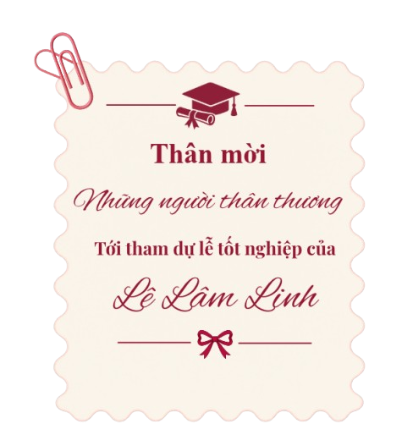 Thân mời
Những người thân thương
Tới tham dự lễ tốt nghiệp của
Lê Lâm Linh